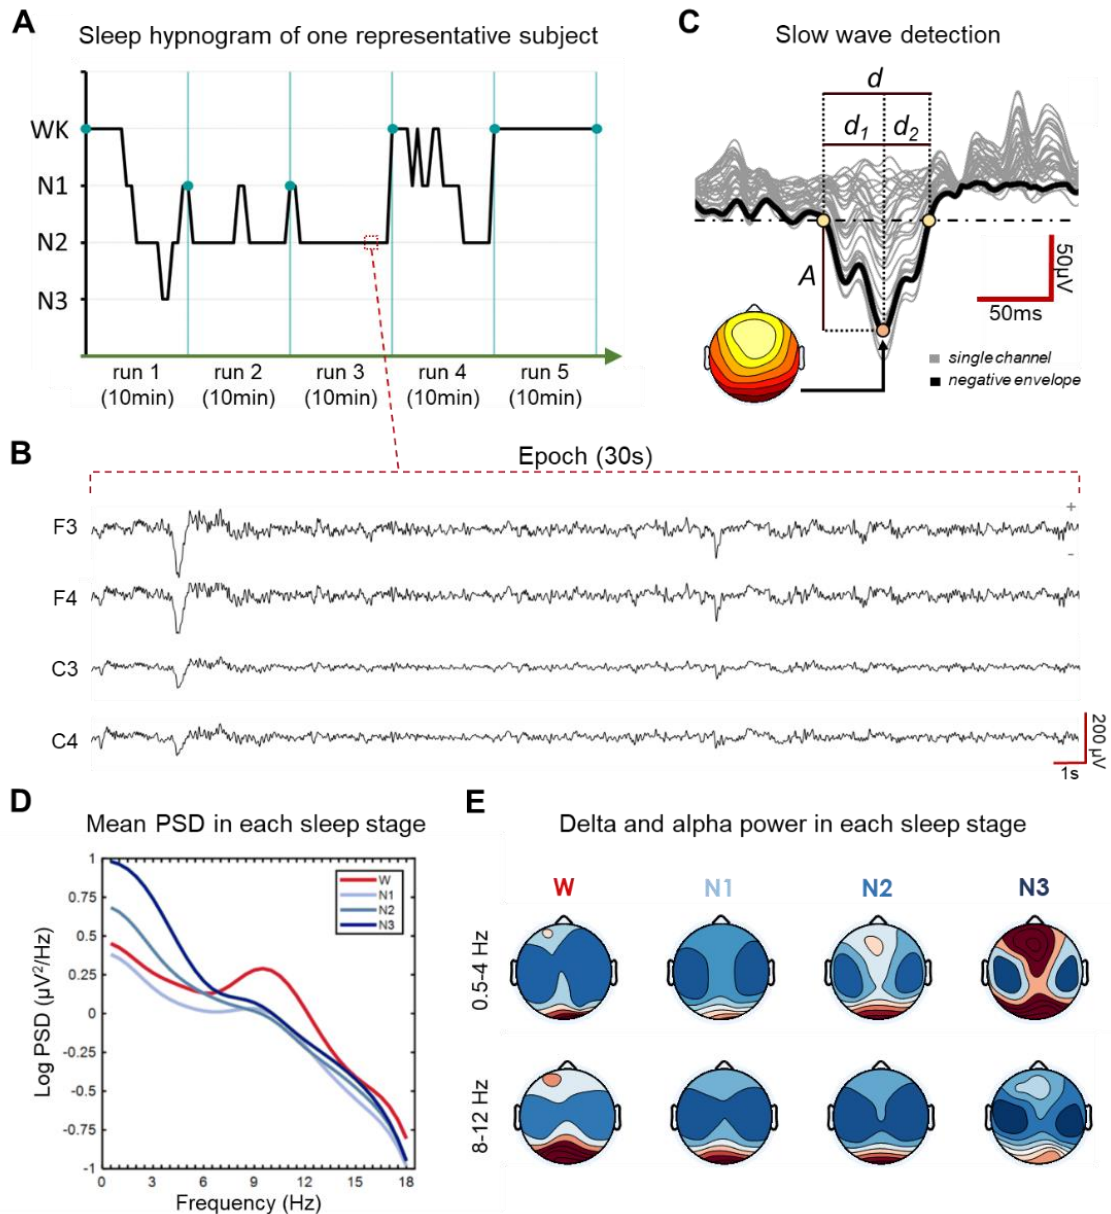 A
Sleep hypnogram of one representative subject
WK
N1
N2
N3
run 1
(10min)
run 2
(10min)
run 3
(10min)
run 4
(10min)
run 5
(10min)
C
Slow wave detection
d
d1
d2
A
50µV
50ms
single channel
negative envelope
B
Epoch (30s)
F3
+
-
F4
C3
C4
200 µV
1s
D
Mean PSD in each sleep stage
Log PSD (µV²/Hz)
1
0.75
0.5
0.25
0
-0.25
-0.5
-0.75
-1
W
N1
N2
N3
0
3
6
9
12
15
18
Frequency (Hz)
E
Delta and alpha power in each sleep stage
W
N1
N2
N3
0.5-4 Hz
8-12 Hz